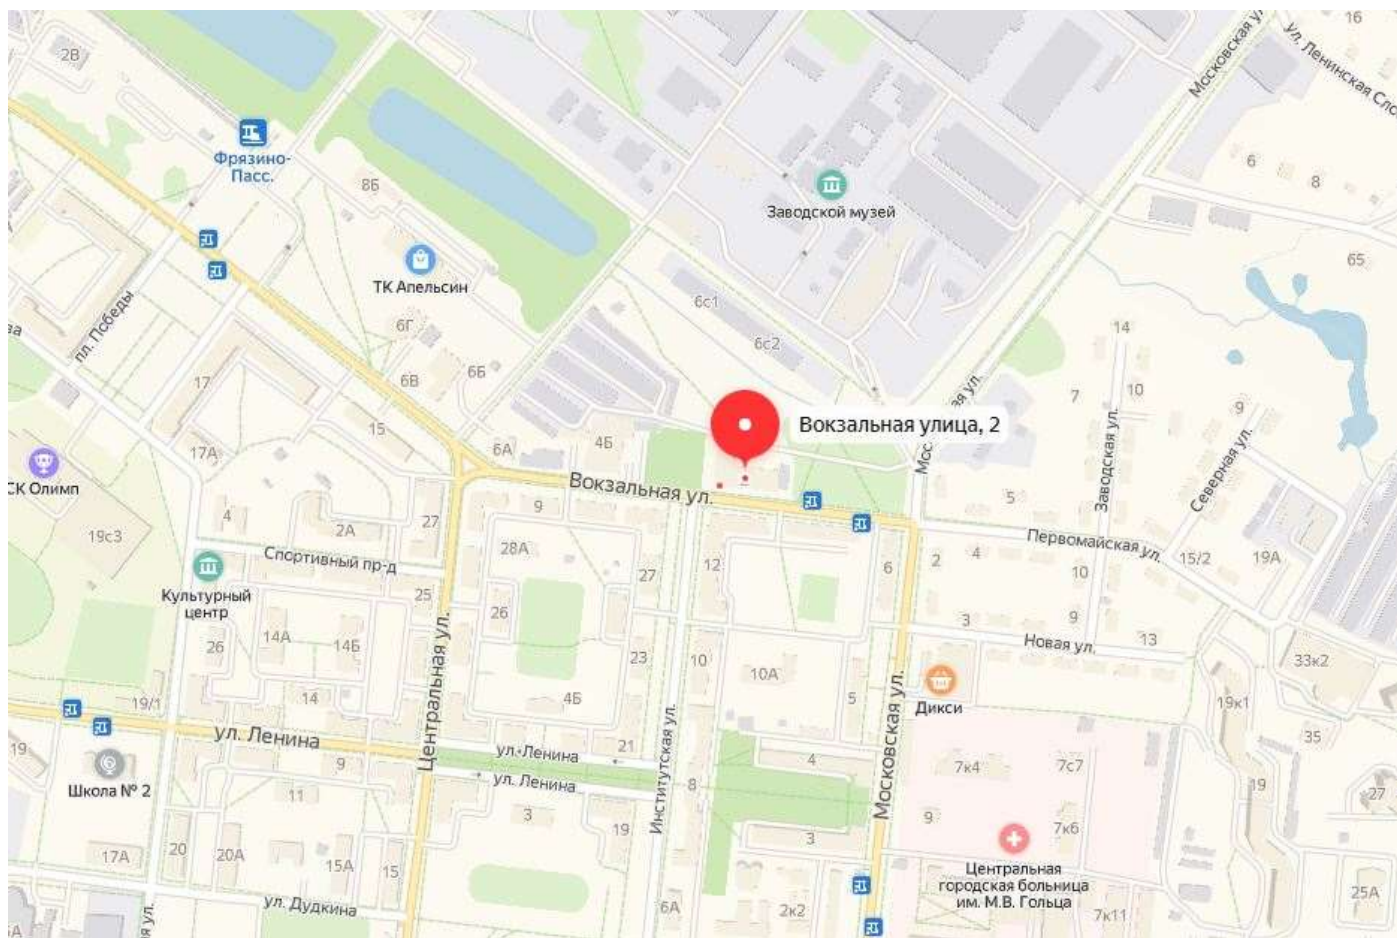 16
Московская ул.
ул. Ленинская Сло
2В
Фрязино-
Пасс.
8Б
Заводской музей
6
8
65
ТК Апельсин
6с1
6с2
14
пл. Победы
6Г
6В
6Б
17
7
10
9
15
17А
6А
4Б
Вокзальная улица, 2
Заводская ул.
Северная ул.
СК Олимп
Вокзальная ул.
5
19с3
4
2А
27
9
28А
27
12
6
2
4
Первомайская ул.
15/2
19А
10
Спортивный пр-д
Культурный
центр
25
26
9
3
Новая ул.
13
26
14А
14Б
23
10
10А
33к2
Центральная ул.
Дикси
19/1
14
4Б
5
19к1
35
ул. Ленина
21
ул. Ленина
Институтская ул.
Московская ул.
4
7к4
7с7
19
Школа № 2
9
ул. Ленина
8
11
3
19
3
9
7к6
19
27
17А
20
20А
15А
15
Центральная
городская больница
им. М.В. Гольца
ул. Дудкина
6А
2к2
7к11
25А